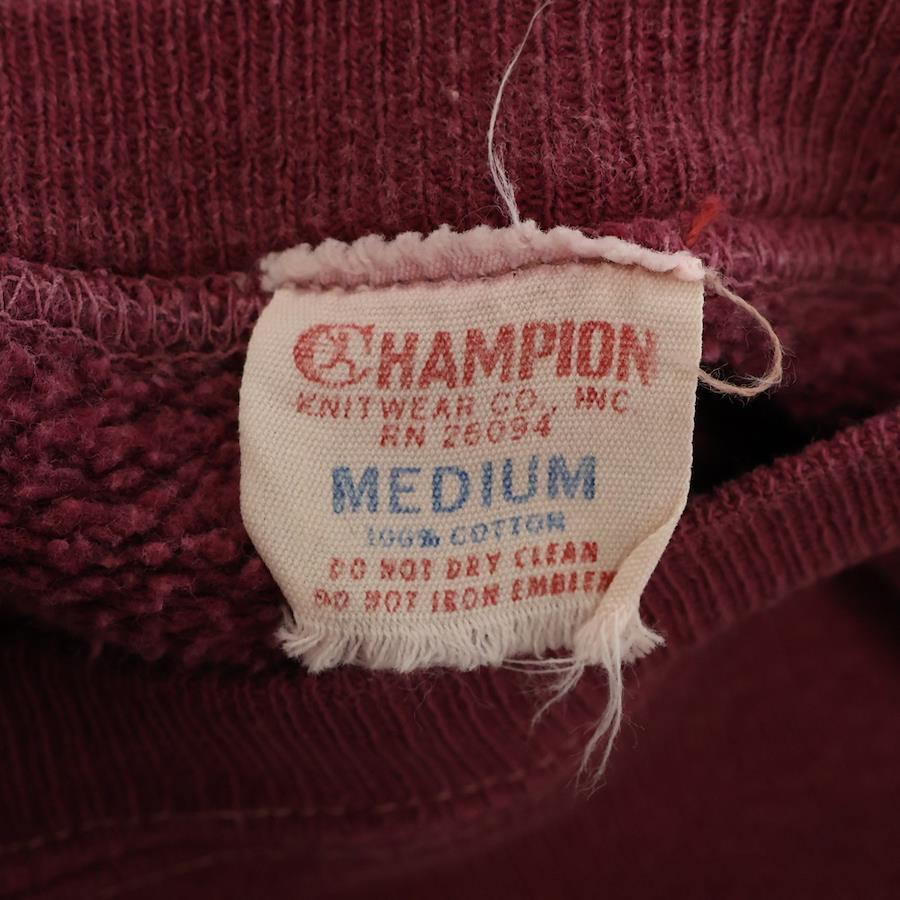 CHAMPION
KNITWEAR CO., INC.
RN 26094
MEDIUM
100% COTTON
DO NOT DRY CLEAN
DO NOT IRON EMBLEM